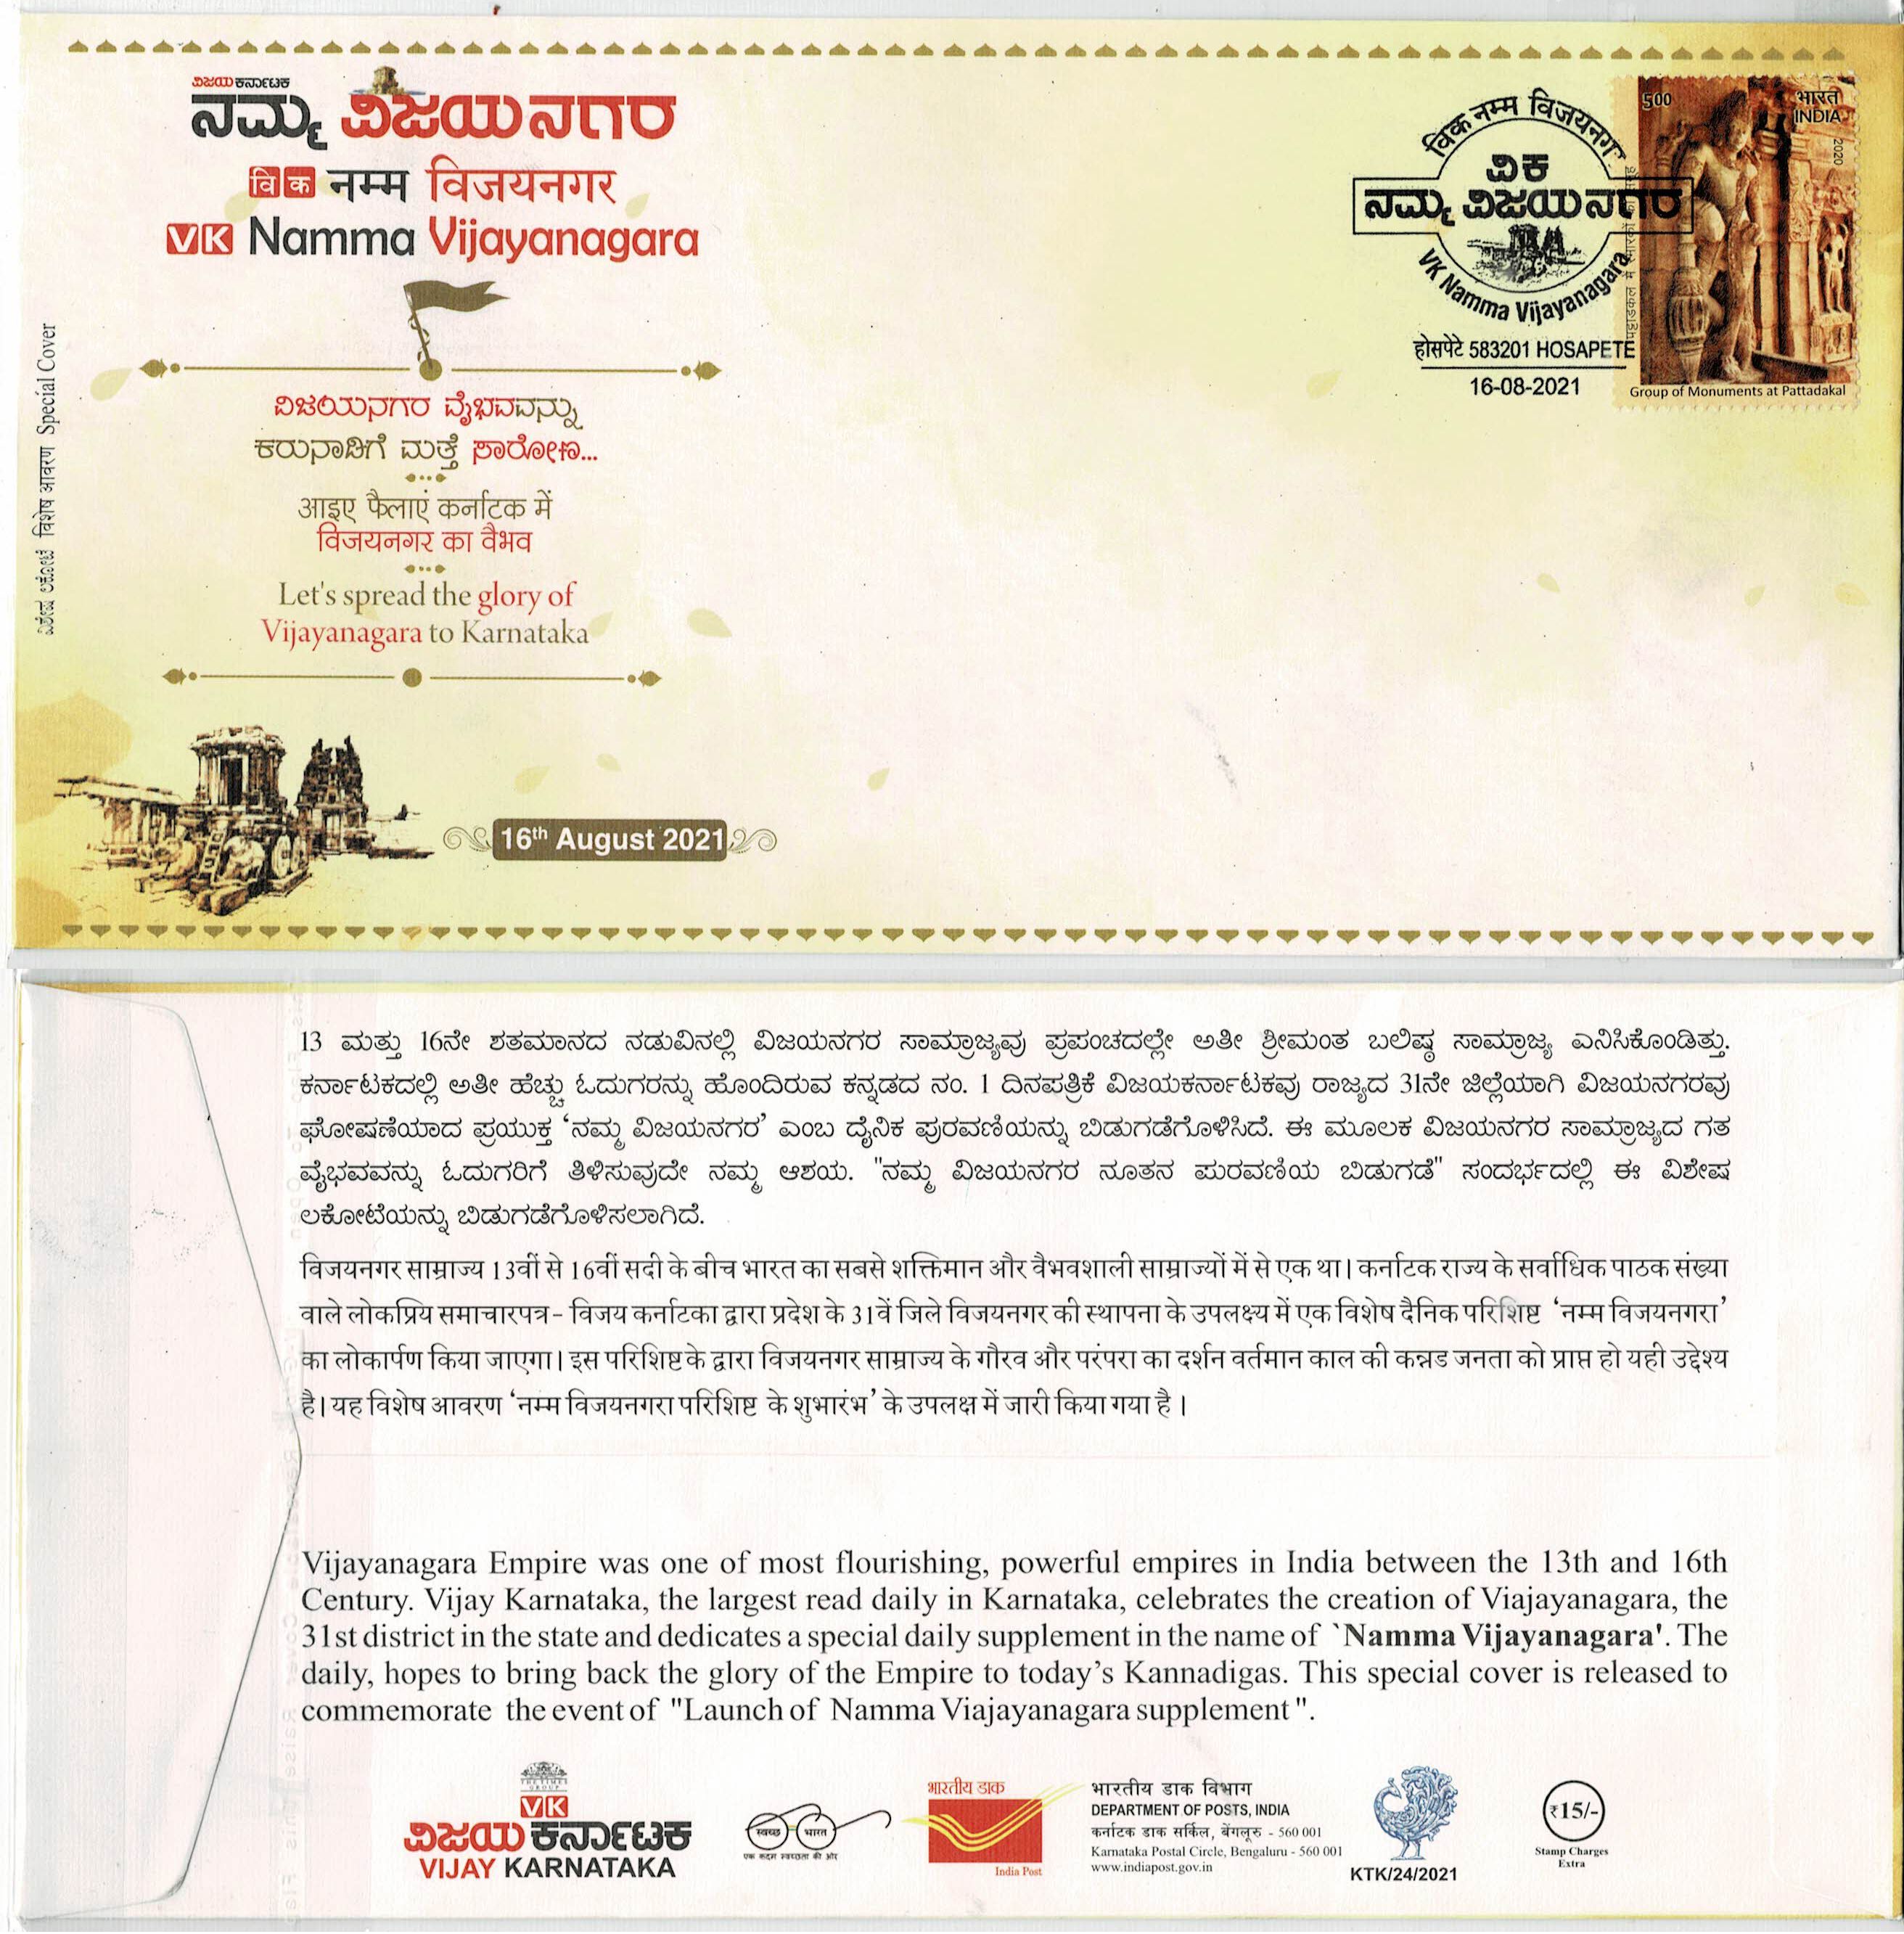 ವಿಜಯ ಕರ್ನಾಟಕ
ನಮ್ಮ ವಿಜಯನಗರ
वि क नम्म विजयनगर
VK Namma Vijayanagara
ವಿಜಯನಗರ ವೈಭವವನ್ನು
ಕರುನಾಡಿಗೆ ಮತ್ತೆ ಸಾರೋಣ...
आइए फैलाएं कर्नाटक में
विजयनगर का वैभव
Let's spread the glory of
Vijayanagara to Karnataka
16th August 2021
ವಿಶೇಷ ಲಕೋಟೆ विशेष आवरण Special Cover
विक नम्म विजयनगर
ವಿಕ
ನಮ್ಮ ವಿಜಯನಗರ
VK Namma Vijayanagara
होसपेटे 583201 HOSAPETE
16-08-2021
500
भारत
INDIA
2020
Group of Monuments at Pattadakal
13 ಮತ್ತು 16ನೇ ಶತಮಾನದ ನಡುವಿನಲ್ಲಿ ವಿಜಯನಗರ ಸಾಮ್ರಾಜ್ಯವು ಪ್ರಪಂಚದಲ್ಲೇ ಅತೀ ಶ್ರೀಮಂತ ಬಲಿಷ್ಠ ಸಾಮ್ರಾಜ್ಯ ಎನಿಸಿಕೊಂಡಿತ್ತು.
ಕರ್ನಾಟಕದಲ್ಲಿ ಅತೀ ಹೆಚ್ಚು ಓದುಗರನ್ನು ಹೊಂದಿರುವ ಕನ್ನಡದ ನಂ. 1 ದಿನಪತ್ರಿಕೆ ವಿಜಯಕರ್ನಾಟಕವು ರಾಜ್ಯದ 31ನೇ ಜಿಲ್ಲೆಯಾಗಿ ವಿಜಯನಗರವು
ಘೋಷಣೆಯಾದ ಪ್ರಯುಕ್ತ ‘ನಮ್ಮ ವಿಜಯನಗರ’ ಎಂಬ ದೈನಿಕ ಪುರವಣಿಯನ್ನು ಬಿಡುಗಡೆಗೊಳಿಸಿದೆ. ಈ ಮೂಲಕ ವಿಜಯನಗರ ಸಾಮ್ರಾಜ್ಯದ ಗತ
ವೈಭವವನ್ನು ಓದುಗರಿಗೆ ತಿಳಿಸುವುದೇ ನಮ್ಮ ಆಶಯ. "ನಮ್ಮ ವಿಜಯನಗರ ನೂತನ ಪುರವಣಿಯ ಬಿಡುಗಡೆ" ಸಂದರ್ಭದಲ್ಲಿ ಈ ವಿಶೇಷ
ಲಕೋಟೆಯನ್ನು ಬಿಡುಗಡೆಗೊಳಿಸಲಾಗಿದೆ.
विजयनगर साम्राज्य 13वीं से 16वीं सदी के बीच भारत का सबसे शक्तिमान और वैभवशाली साम्राज्यों में से एक था। कर्नाटक राज्य के सर्वाधिक पाठक संख्या
वाले लोकप्रिय समाचारपत्र- विजय कर्नाटका द्वारा प्रदेश के 31वें जिले विजयनगर की स्थापना के उपलक्ष्य में एक विशेष दैनिक परिशिष्ट ‘नम्म विजयनगरा’
का लोकार्पण किया जाएगा। इस परिशिष्ट के द्वारा विजयनगर साम्राज्य के गौरव और परंपरा का दर्शन वर्तमान काल की कन्नड जनता को प्राप्त हो यही उद्देश्य
है। यह विशेष आवरण ‘नम्म विजयनगरा परिशिष्ट के शुभारंभ’ के उपलक्ष में जारी किया गया है ।
Vijayanagara Empire was one of most flourishing, powerful empires in India between the 13th and 16th
Century. Vijay Karnataka, the largest read daily in Karnataka, celebrates the creation of Viajayanagara, the
31st district in the state and dedicates a special daily supplement in the name of `Namma Vijayanagara'. The
daily, hopes to bring back the glory of the Empire to today’s Kannadigas. This special cover is released to
commemorate the event of "Launch of Namma Viajayanagara supplement ".
THE TIMES
GROUP
VK
ವಿಜಯ ಕರ್ನಾಟಕ
VIJAY KARNATAKA
स्वच्छ भारत
एक कदम स्वच्छता की ओर
भारतीय डाक
India Post
भारतीय डाक विभाग
DEPARTMENT OF POSTS, INDIA
कर्नाटक डाक सर्किल, बेंगलूरु - 560 001
Karnataka Postal Circle, Bengaluru - 560 001
www.indiapost.gov.in
KTK/24/2021
₹15/-
Stamp Charges
Extra